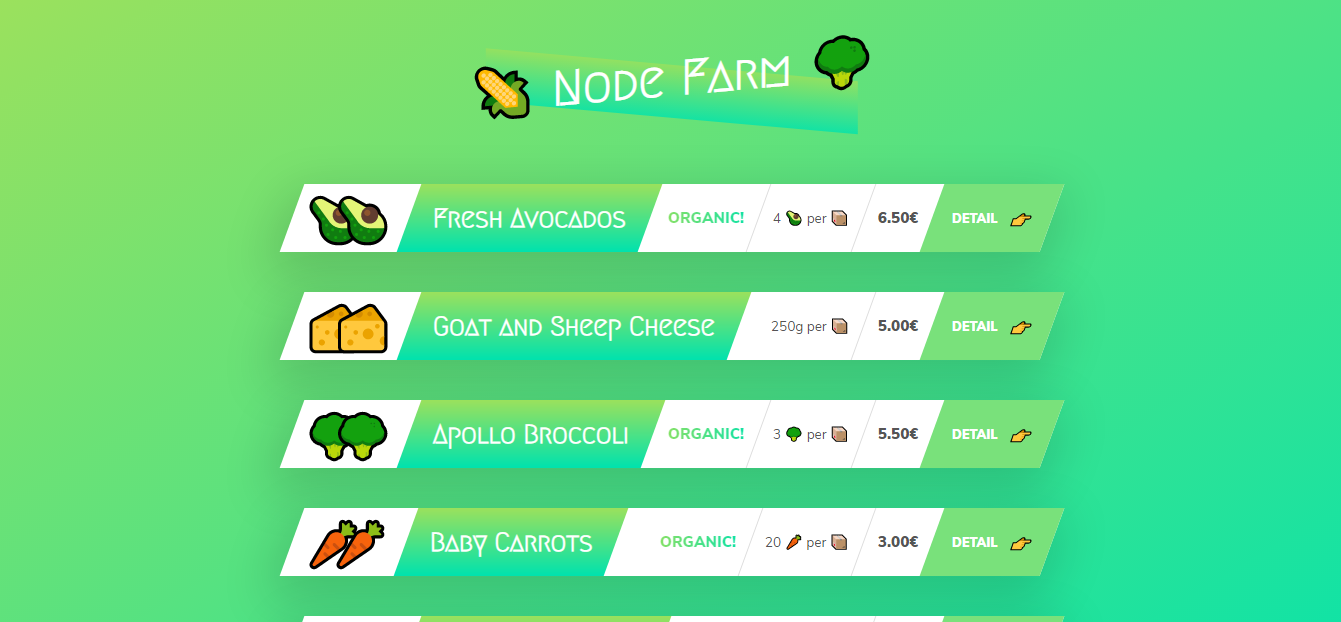 Node Farm
Fresh Avocados ORGANIC! 4 🥑 per 📦 6.50€ DETAIL 👉
Goat and Sheep Cheese 250g per 📦 5.00€ DETAIL 👉
Apollo Broccoli ORGANIC! 3 🥦 per 📦 5.50€ DETAIL 👉
Baby Carrots ORGANIC! 20 🥕 per 📦 3.00€ DETAIL 👉